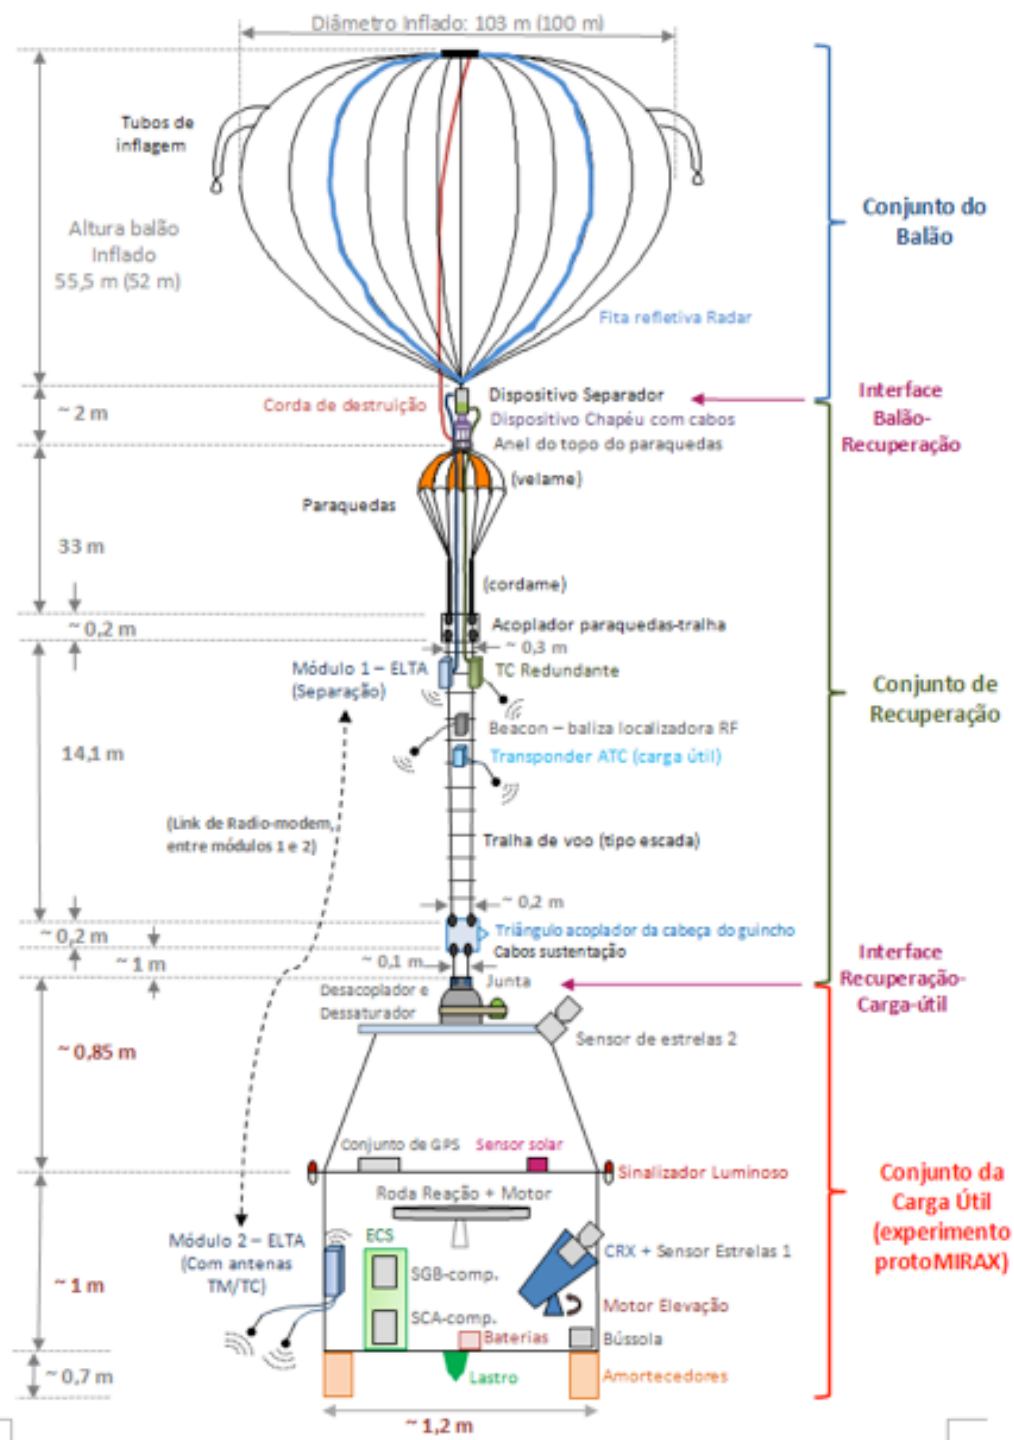 Diâmetro Inflado: 103 m (100 m)
Tubos de
inflagem
Altura balão
Inflado
55,5 m (52 m)
Conjunto do
Balão
Fita refletiva Radar
~ 2 m
Corda de destruição
Dispositivo Separador
Dispositivo Chapéu com cabos
Anel do topo do paraquedas
Interface
Balão-
Recuperação
(velame)
Paraquedas
33 m
(cordame)
~ 0,2 m
Acoplador paraquedas-tralha
~ 0,3 m
Módulo 1 – ELTA
(Separação)
TC Redundante
Conjunto de
Recuperação
Beacon – baliza localizadora RF
Transponder ATC (carga útil)
14,1 m
(Link de Radio-modem,
entre módulos 1 e 2)
Tralha de voo (tipo escada)
~ 0,2 m
~ 0,2 m
Triângulo acoplador da cabeça do guincho
Cabos sustentação
~ 1 m
~ 0,1 m
Junta
Interface
Recuperação-
Carga-útil
Desacoplador e
Dessaturador
Sensor de estrelas 2
~ 0,85 m
Conjunto de GPS
Sensor solar
Sinalizador Luminoso
Conjunto da
Carga Útil
(experimento
protoMIRAX)
Roda Reação + Motor
Módulo 2 – ELTA
(Com antenas
TM/TC)
ECS
CRX + Sensor Estrelas 1
SGB-comp.
~ 1 m
Motor Elevação
SCA-comp.
Baterias
Bússola
~ 0,7 m
Lastro
Amortecedores
~ 1,2 m